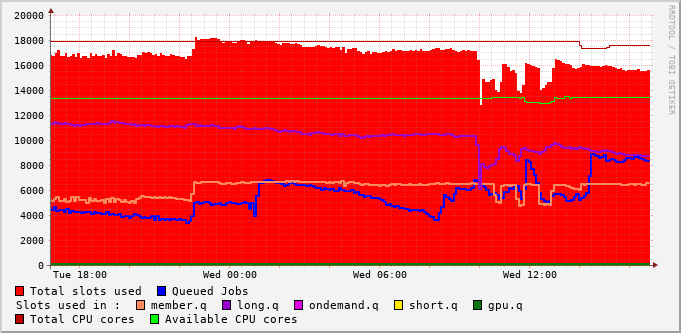 20000
18000
16000
14000
12000
10000
8000
6000
4000
2000
0
Tue 18:00 Wed 00:00 Wed 06:00 Wed 12:00
RRDTOOL / TOBI OETIKER
Total slots used Queued Jobs
Slots used in : member.q long.q ondemand.q short.q gpu.q
Total CPU cores Available CPU cores